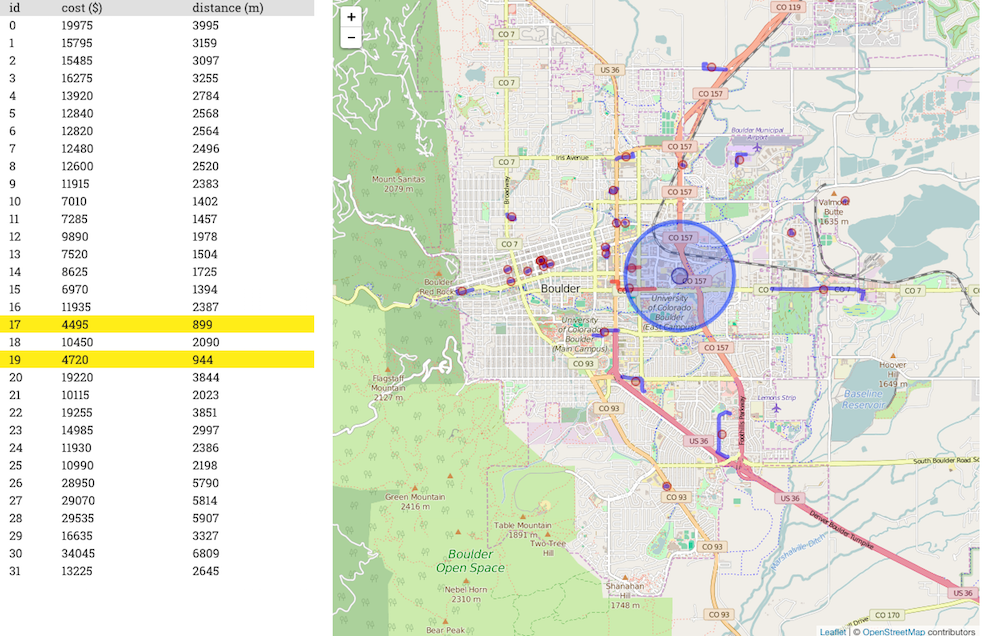 id cost ($) distance (m)
0 19975 3995
1 15795 3159
2 15485 3097
3 16275 3255
4 13920 2784
5 12840 2568
6 12820 2564
7 12480 2496
8 12600 2520
9 11915 2383
10 7010 1402
11 7285 1457
12 9890 1978
13 7520 1504
14 8625 1725
15 6970 1394
16 11935 2387
17 4495 899
18 10450 2090
19 4720 944
20 19220 3844
21 10115 2023
22 19255 3851
23 14985 2997
24 11930 2386
25 10990 2198
26 28950 5790
27 29070 5814
28 29535 5907
29 16635 3327
30 34045 6809
31 13225 2645
+
−
CO 119
CO 7
US 36
CO 7
CO 157
Boulder Municipal
Airport
CO 157
CO 7
Iris Avenue
Mount Sanitas
2079 m
Broadway
CO 157
Valmont
Butte
1635 m
CO 7
CO 157
Boulder
Red Rocks
Boulder
CO 157
CO
CO 7
CO 7
University
of Colorado
Boulder
(East Campus)
University
of Colorado
Boulder
(Main Campus)
CO 157
CO 93
Hoover
Hill
1649 m
Flagstaff
Mountain
2127 m
Baseline
Reservoir
Lemons Strip
CO 93
Foothills Parkway
US 36
South Boulder Road
CO 93
US 36
Green Mountain
2416 m
Denver Boulder Turnpike
Table Mountain
1891 m
Two-Tree
Hill
CO 93
Marshallville Ditch
Boulder
Open Space
Nebel Horn
2310 m
Shanahan
Hill
1748 m
US 36
CO 93
CO 170
Bear Peak
Leaflet | © OpenStreetMap contributors